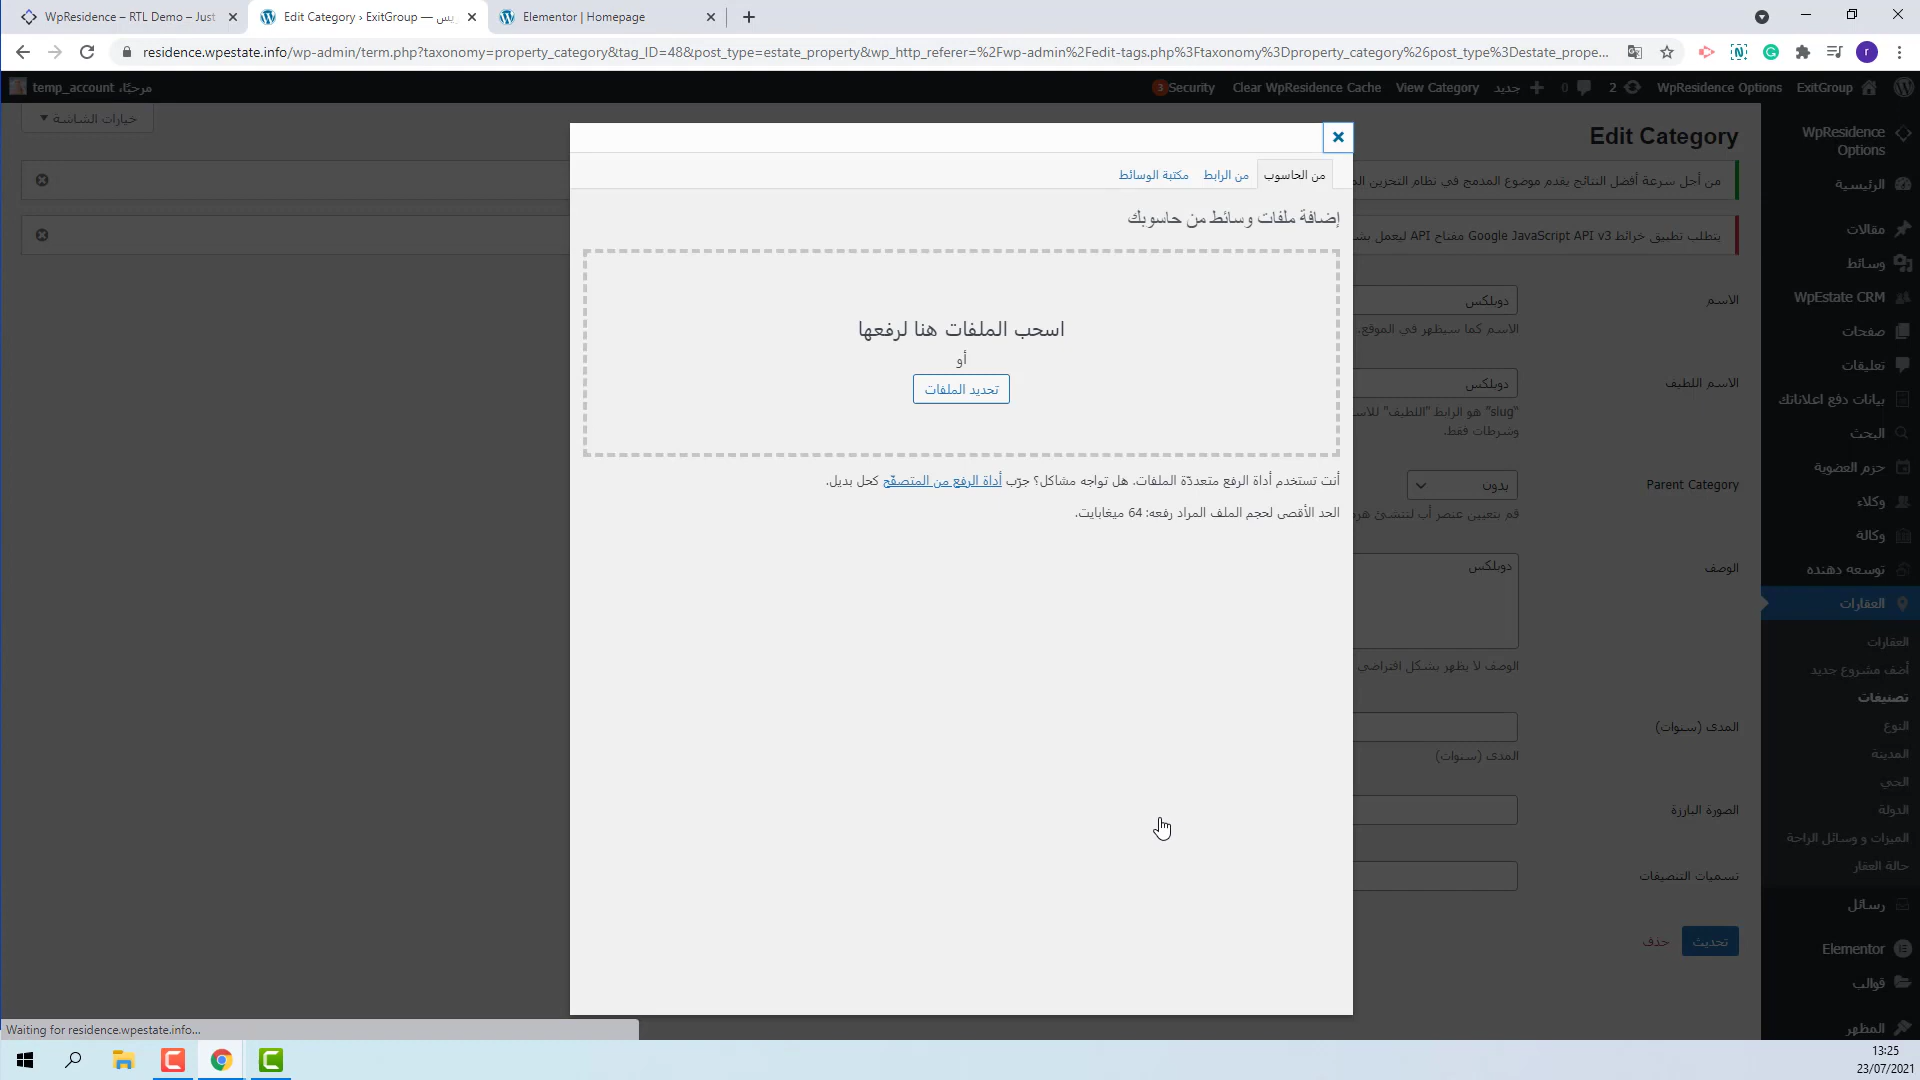 WpResidence – RTL Demo – Just
Edit Category › ExitGroup — بس
Elementor | Homepage
residence.wpestate.info/wp-admin/term.php?taxonomy=property_category&tag_ID=48&post_type=estate_property&wp_http_referer=%2Fwp-admin%2Fedit-tags.php%3Ftaxonomy%3Dproperty_category%26post_type%3Destate_prope...
مرحبًا، temp_account
3 Security
Clear WpResidence Cache
View Category
جديد
0
2
WpResidence Options
ExitGroup
خيارات الشاشة
Edit Category
من أجل سرعة أفضل النتائج يقدم موضوع المدمج في نظام التخزين
يتطلب تطبيق خرائط Google JavaScript API v3 مفتاح API ليعمل
من الحاسوب
من الرابط
مكتبة الوسائط
إضافة ملفات وسائط من حاسوبك
اسحب الملفات هنا لرفعها
أو
تحديد الملفات
أنت تستخدم أداة الرفع متعددّة الملفات. هل تواجه مشاكل؟ جرّب أداة الرفع من المتصفّح كحل بديل.
الحد الأقصى لحجم الملف المراد رفعه: 64 ميغابايت.
الاسم
دوبلكس
الاسم كما سيظهر في الموقع.
الاسم اللطيف
دوبلكس
"slug" هو الرابط "اللطيف"
وشرطات فقط.
Parent Category
بدون
قم بتعيين عنصر أب لتنشئ
الوصف
دوبلكس
الوصف لا يظهر بشكل افتراضي
المدى (سنوات)
المدى (سنوات)
الصورة البارزة
تسميات التنصيفات
تحديث
حذف
WpResidence
Options
الرئيسية
مقالات
وسائط
WpEstate CRM
صفحات
تعليقات
بيانات دفع اعلاناتك
البحث
حزم العضوية
وكلاء
وكالة
توسعه دهنده
العقارات
العقارات
أضف مشروع جديد
تصنيفات
النوع
المدينة
الحي
الدولة
الميزات و وسائل الراحة
حالة العقار
رسائل
Elementor
قوالب
المظهر
Waiting for residence.wpestate.info...
13:25
23/07/2021